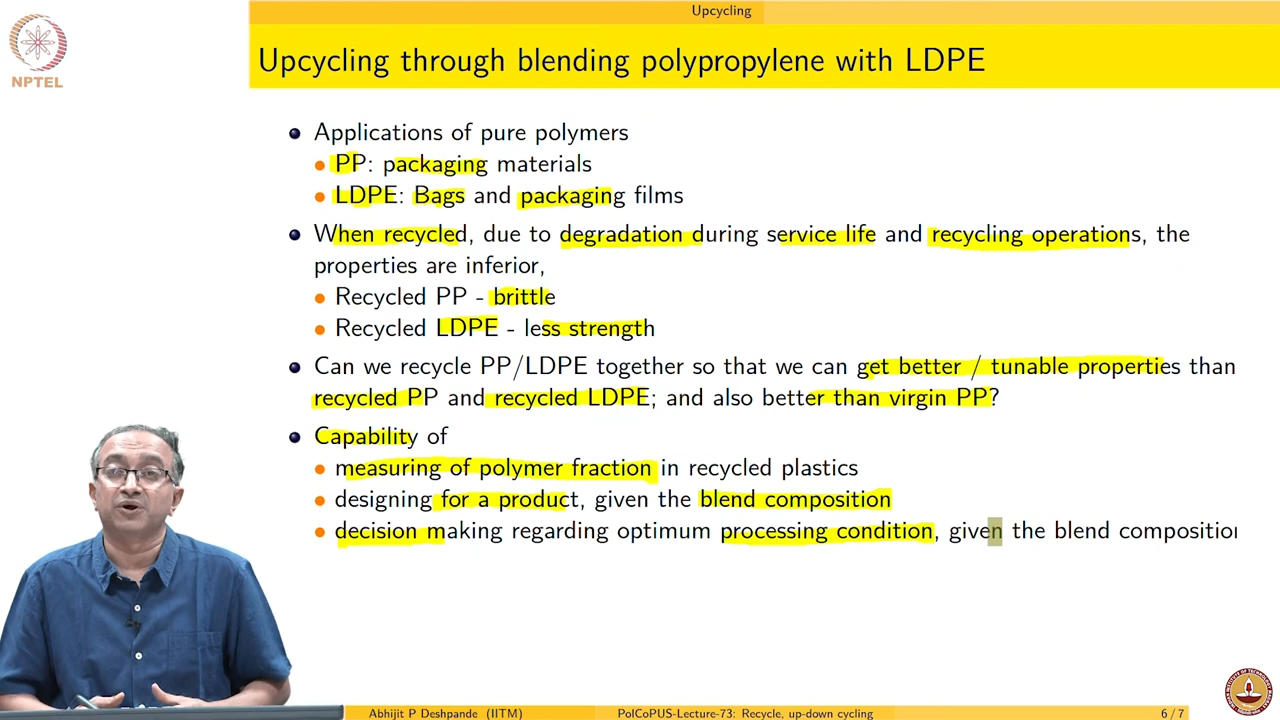 Upcycling
NPTEL
Upcycling through blending polypropylene with LDPE
Applications of pure polymers
PP: packaging materials
LDPE: Bags and packaging films
When recycled, due to degradation during service life and recycling operations, the
properties are inferior,
Recycled PP - brittle
Recycled LDPE - less strength
Can we recycle PP/LDPE together so that we can get better / tunable properties than
recycled PP and recycled LDPE; and also better than virgin PP?
Capability of
measuring of polymer fraction in recycled plastics
designing for a product, given the blend composition
decision making regarding optimum processing condition, given the blend composition
Abhijit P Deshpande (IITM) PolCoPUS-Lecture-73: Recycle, up-down cycling 6 / 7